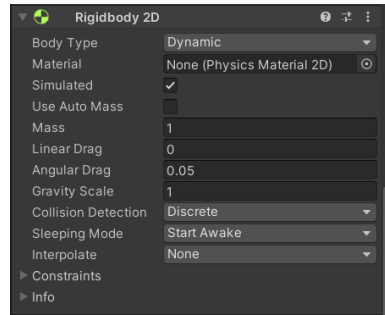 Rigidbody 2D
Body Type Dynamic
Material None (Physics Material 2D)
Simulated
Use Auto Mass
Mass 1
Linear Drag 0
Angular Drag 0.05
Gravity Scale 1
Collision Detection Discrete
Sleeping Mode Start Awake
Interpolate None
Constraints
Info